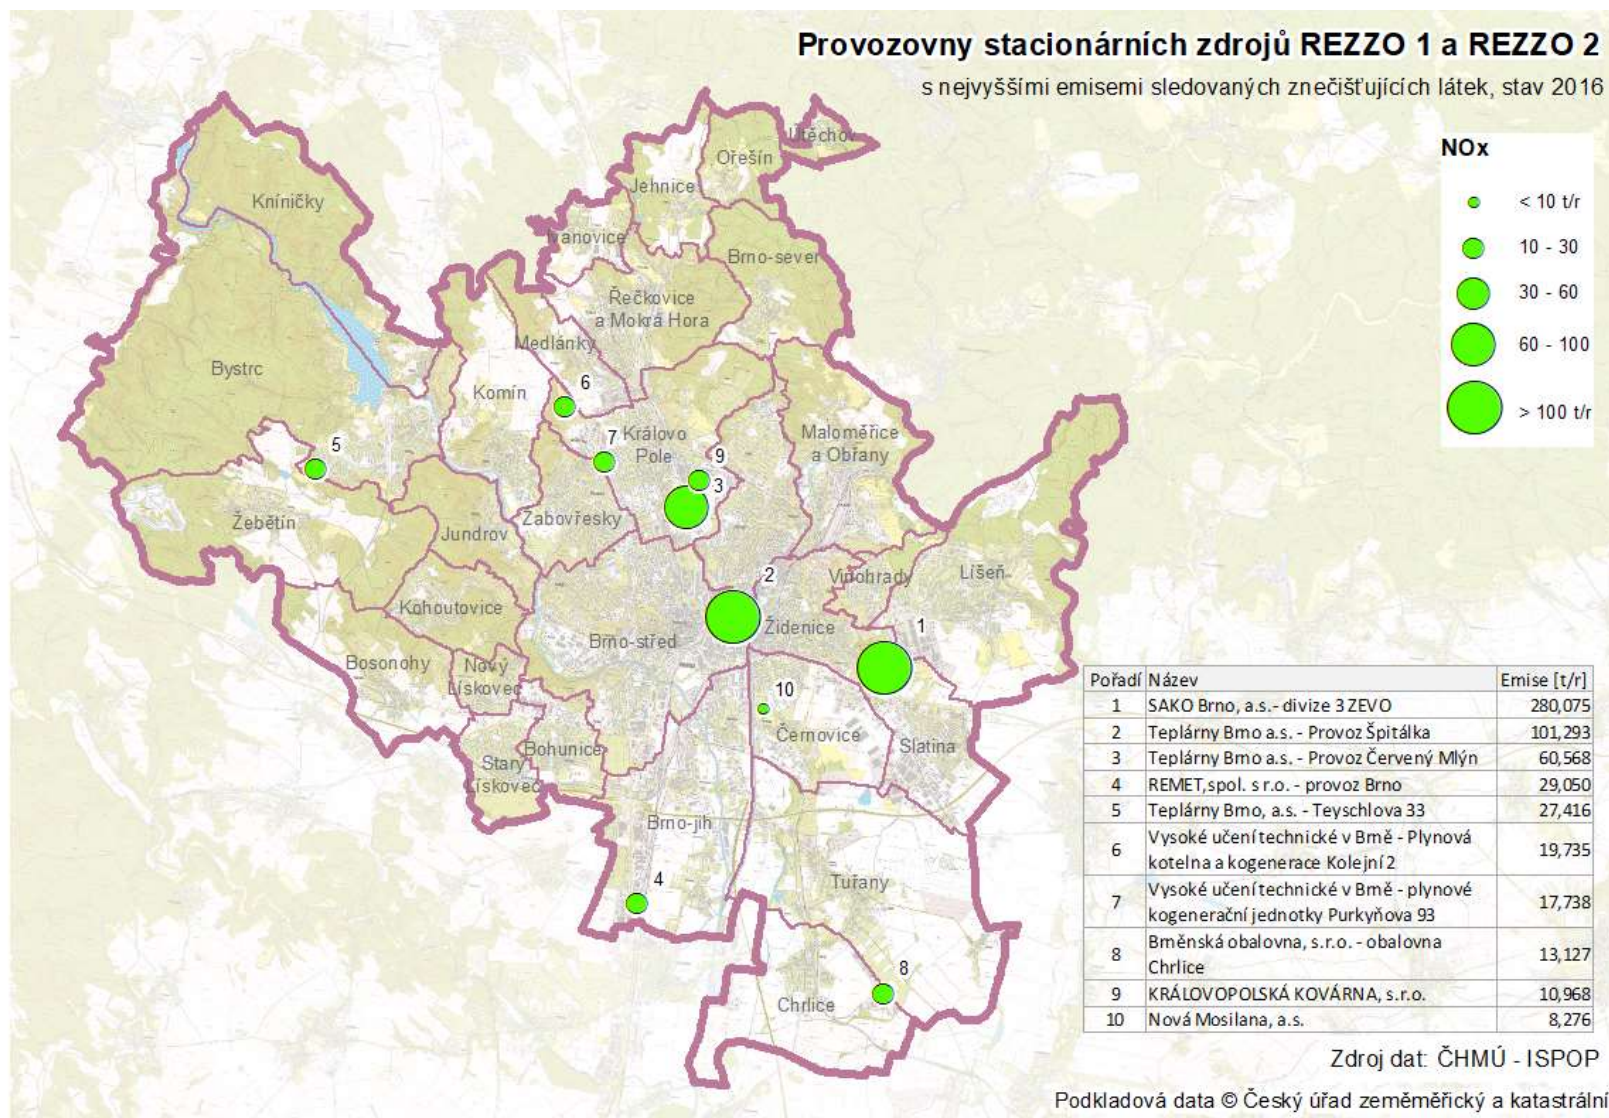 Provozovny stacionárních zdrojů REZZO 1 a REZZO 2
s nejvyššími emisemi sledovaných znečišťujících látek, stav 2016
NOx
< 10 t/r
10 - 30
30 - 60
60 - 100
> 100 t/r
Útěchov
Ořešín
Jehnice
Kníničky
Ivanovice
Brno-sever
Řečkovice
a Mokrá Hora
Medlánky
Bystrc
6
Komín
5
7
Královo
Pole
9
3
Maloměřice
a Obřany
Žebětín
Jundrov
Žabovřesky
2
Vinohrady
Líšeň
Kohoutovice
Brno-střed
Židenice
1
Bosonohy
Nový
Lískovec
10
Černovice
Slatina
Bohunice
Starý
Lískovec
Brno-jih
4
Tuřany
8
Chrlice
Pořadí Název Emise [t/r]
1 SAKO Brno, a.s.- divize 3 ZEVO 280,075
2 Teplárny Brno a.s. - Provoz Špitálka 101,293
3 Teplárny Brno a.s. - Provoz Červený Mlýn 60,568
4 REMET,spol. s r.o. - provoz Brno 29,050
5 Teplárny Brno, a.s. - Teyschlova 33 27,416
6 Vysoké učení technické v Brně - Plynová
kotelna a kogenerace Kolejní 2 19,735
7 Vysoké učení technické v Brně - plynové
kogenerační jednotky Purkyňova 93 17,738
8 Brněnská obalovna, s.r.o. - obalovna
Chrlice 13,127
9 KRÁLOVOPOLSKÁ KOVÁRNA, s.r.o. 10,968
10 Nová Mosilana, a.s. 8,276
Zdroj dat: ČHMÚ - ISPOP
Podkladová data © Český úřad zeměměřický a katastrální